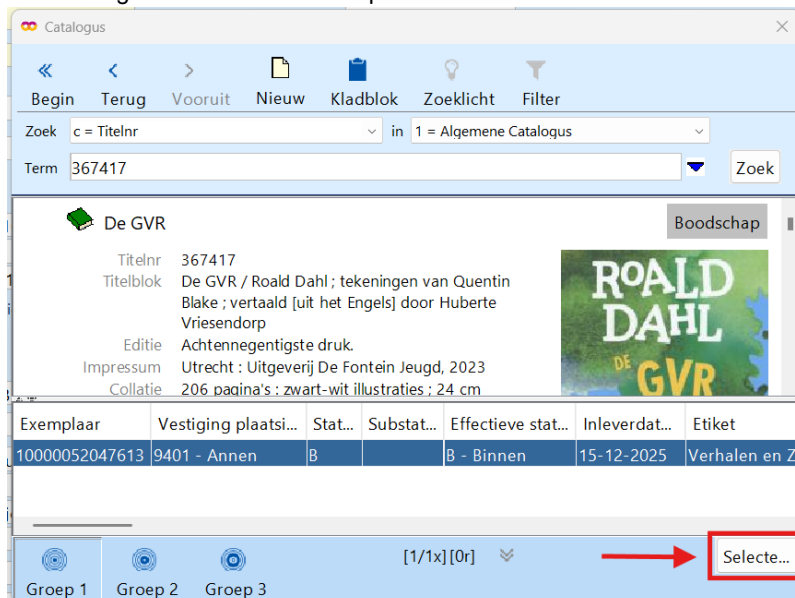 Catalogus
Begin Terug Vooruit Nieuw Kladblok Zoeklicht Filter
Zoek c = Titelnr in 1 = Algemene Catalogus
Term 367417 Zoek
De GVR Boodschap
Titelnr 367417
Titelblok De GVR / Roald Dahl ; tekeningen van Quentin
Blake ; vertaald [uit het Engels] door Huberte
Vriesendorp
Editie Achtennegentigste druk.
Impressum Utrecht : Uitgeverij De Fontein Jeugd, 2023
Collatie 206 pagina's : zwart-wit illustraties ; 24 cm
ROALD
DAHL
DE
GVR
Exemplaar Vestiging plaatsi... Stat... Substat... Effectieve stat... Inleverdat... Etiket
10000052047613 9401 - Annen B B - Binnen 15-12-2025 Verhalen en Z
[1/1x][0r] Selecte...
Groep 1 Groep 2 Groep 3